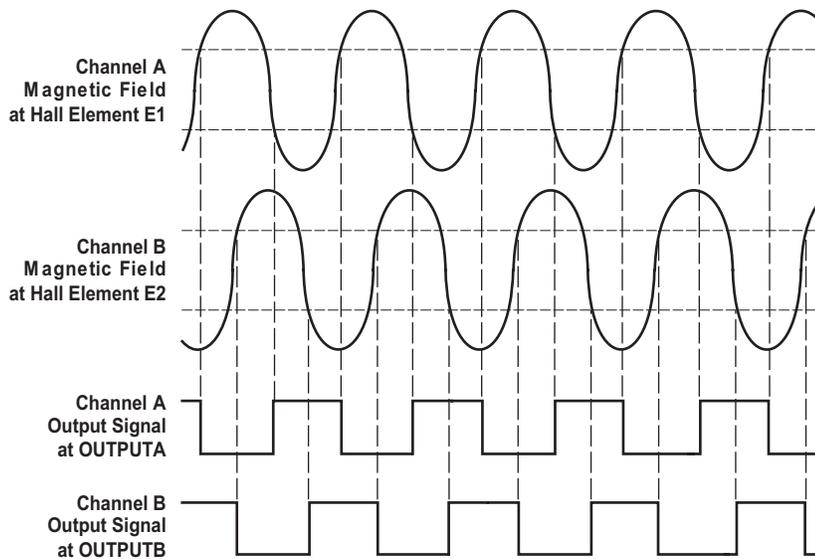 Channel A
Magnetic Field
at Hall Element E1
Channel B
Magnetic Field
at Hall Element E2
Channel A
Output Signal
at OUTPUTA
Channel B
Output Signal
at OUTPUTB